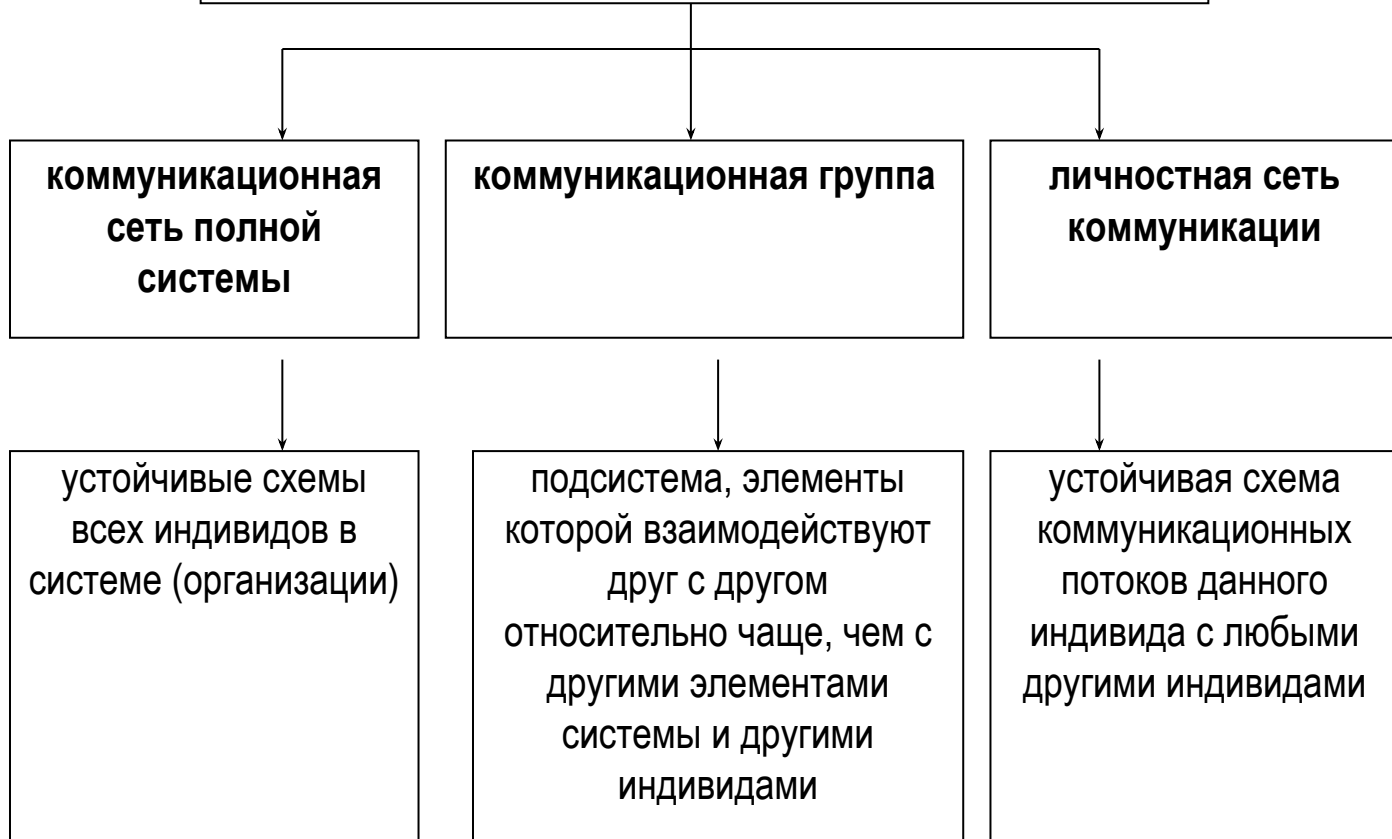 коммуникационная
сеть полной
системы
коммуникационная группа
личностная сеть
коммуникации
устойчивые схемы
всех индивидов в
системе (организации)
подсистема, элементы
которой взаимодействуют
друг с другом
относительно чаще, чем с
другими элементами
системы и другими
индивидами
устойчивая схема
коммуникационных
потоков данного
индивида с любыми
другими индивидами